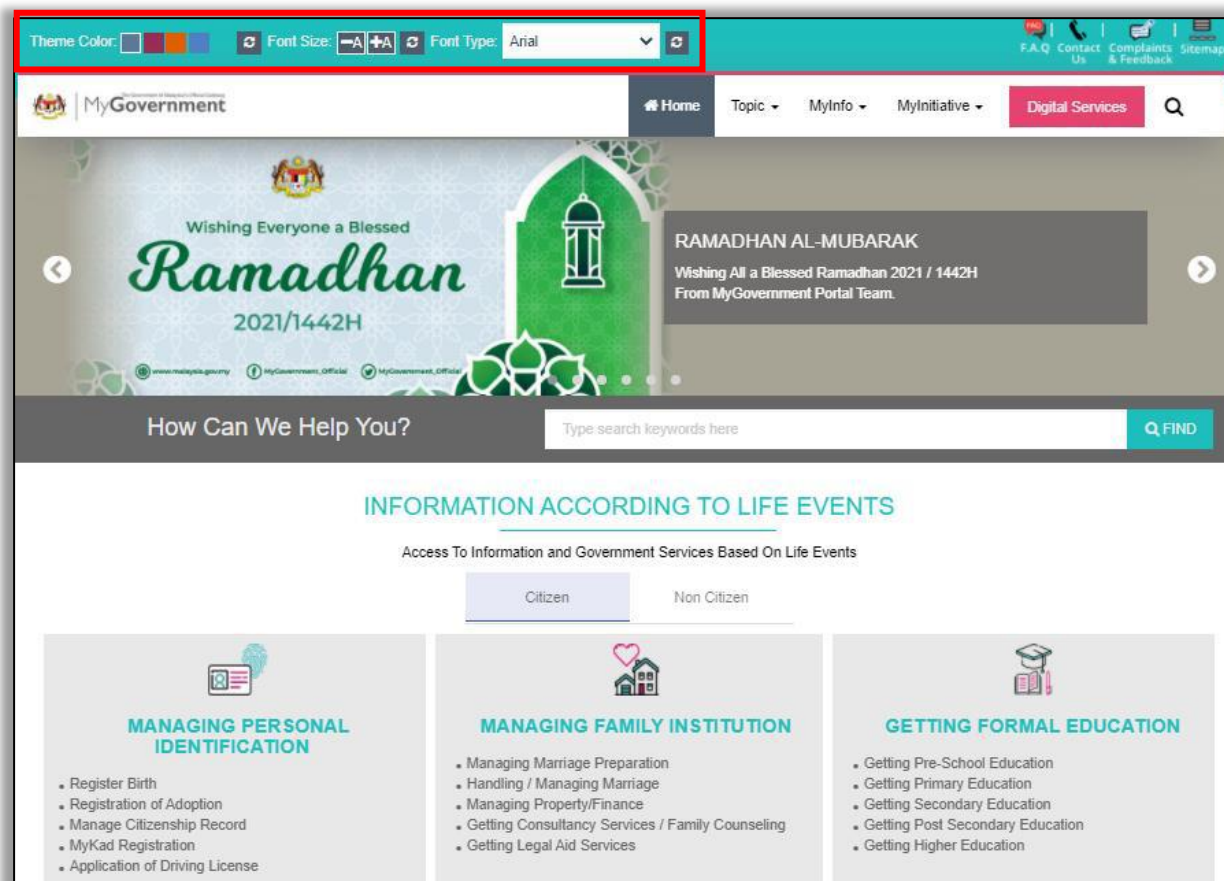 Theme Color:
Font Size: -A +A
Font Type: Arial
F.A.Q
Contact Us
Complaints & Feedback
Sitemap
MyGovernment
Home
Topic
MyInfo
MyInitiative
Digital Services
Wishing Everyone a Blessed
Ramadhan
2021/1442H
www.malaysia.gov.my MyGovernment_Official MyGovernment_Official
RAMADHAN AL-MUBARAK
Wishing All a Blessed Ramadhan 2021 / 1442H
From MyGovernment Portal Team.
How Can We Help You?
Type search keywords here
FIND
INFORMATION ACCORDING TO LIFE EVENTS
Access To Information and Government Services Based On Life Events
Citizen
Non Citizen
MANAGING PERSONAL
IDENTIFICATION
Register Birth
Registration of Adoption
Manage Citizenship Record
MyKad Registration
Application of Driving License
MANAGING FAMILY INSTITUTION
Managing Marriage Preparation
Handling / Managing Marriage
Managing Property/Finance
Getting Consultancy Services / Family Counseling
Getting Legal Aid Services
GETTING FORMAL EDUCATION
Getting Pre-School Education
Getting Primary Education
Getting Secondary Education
Getting Post Secondary Education
Getting Higher Education